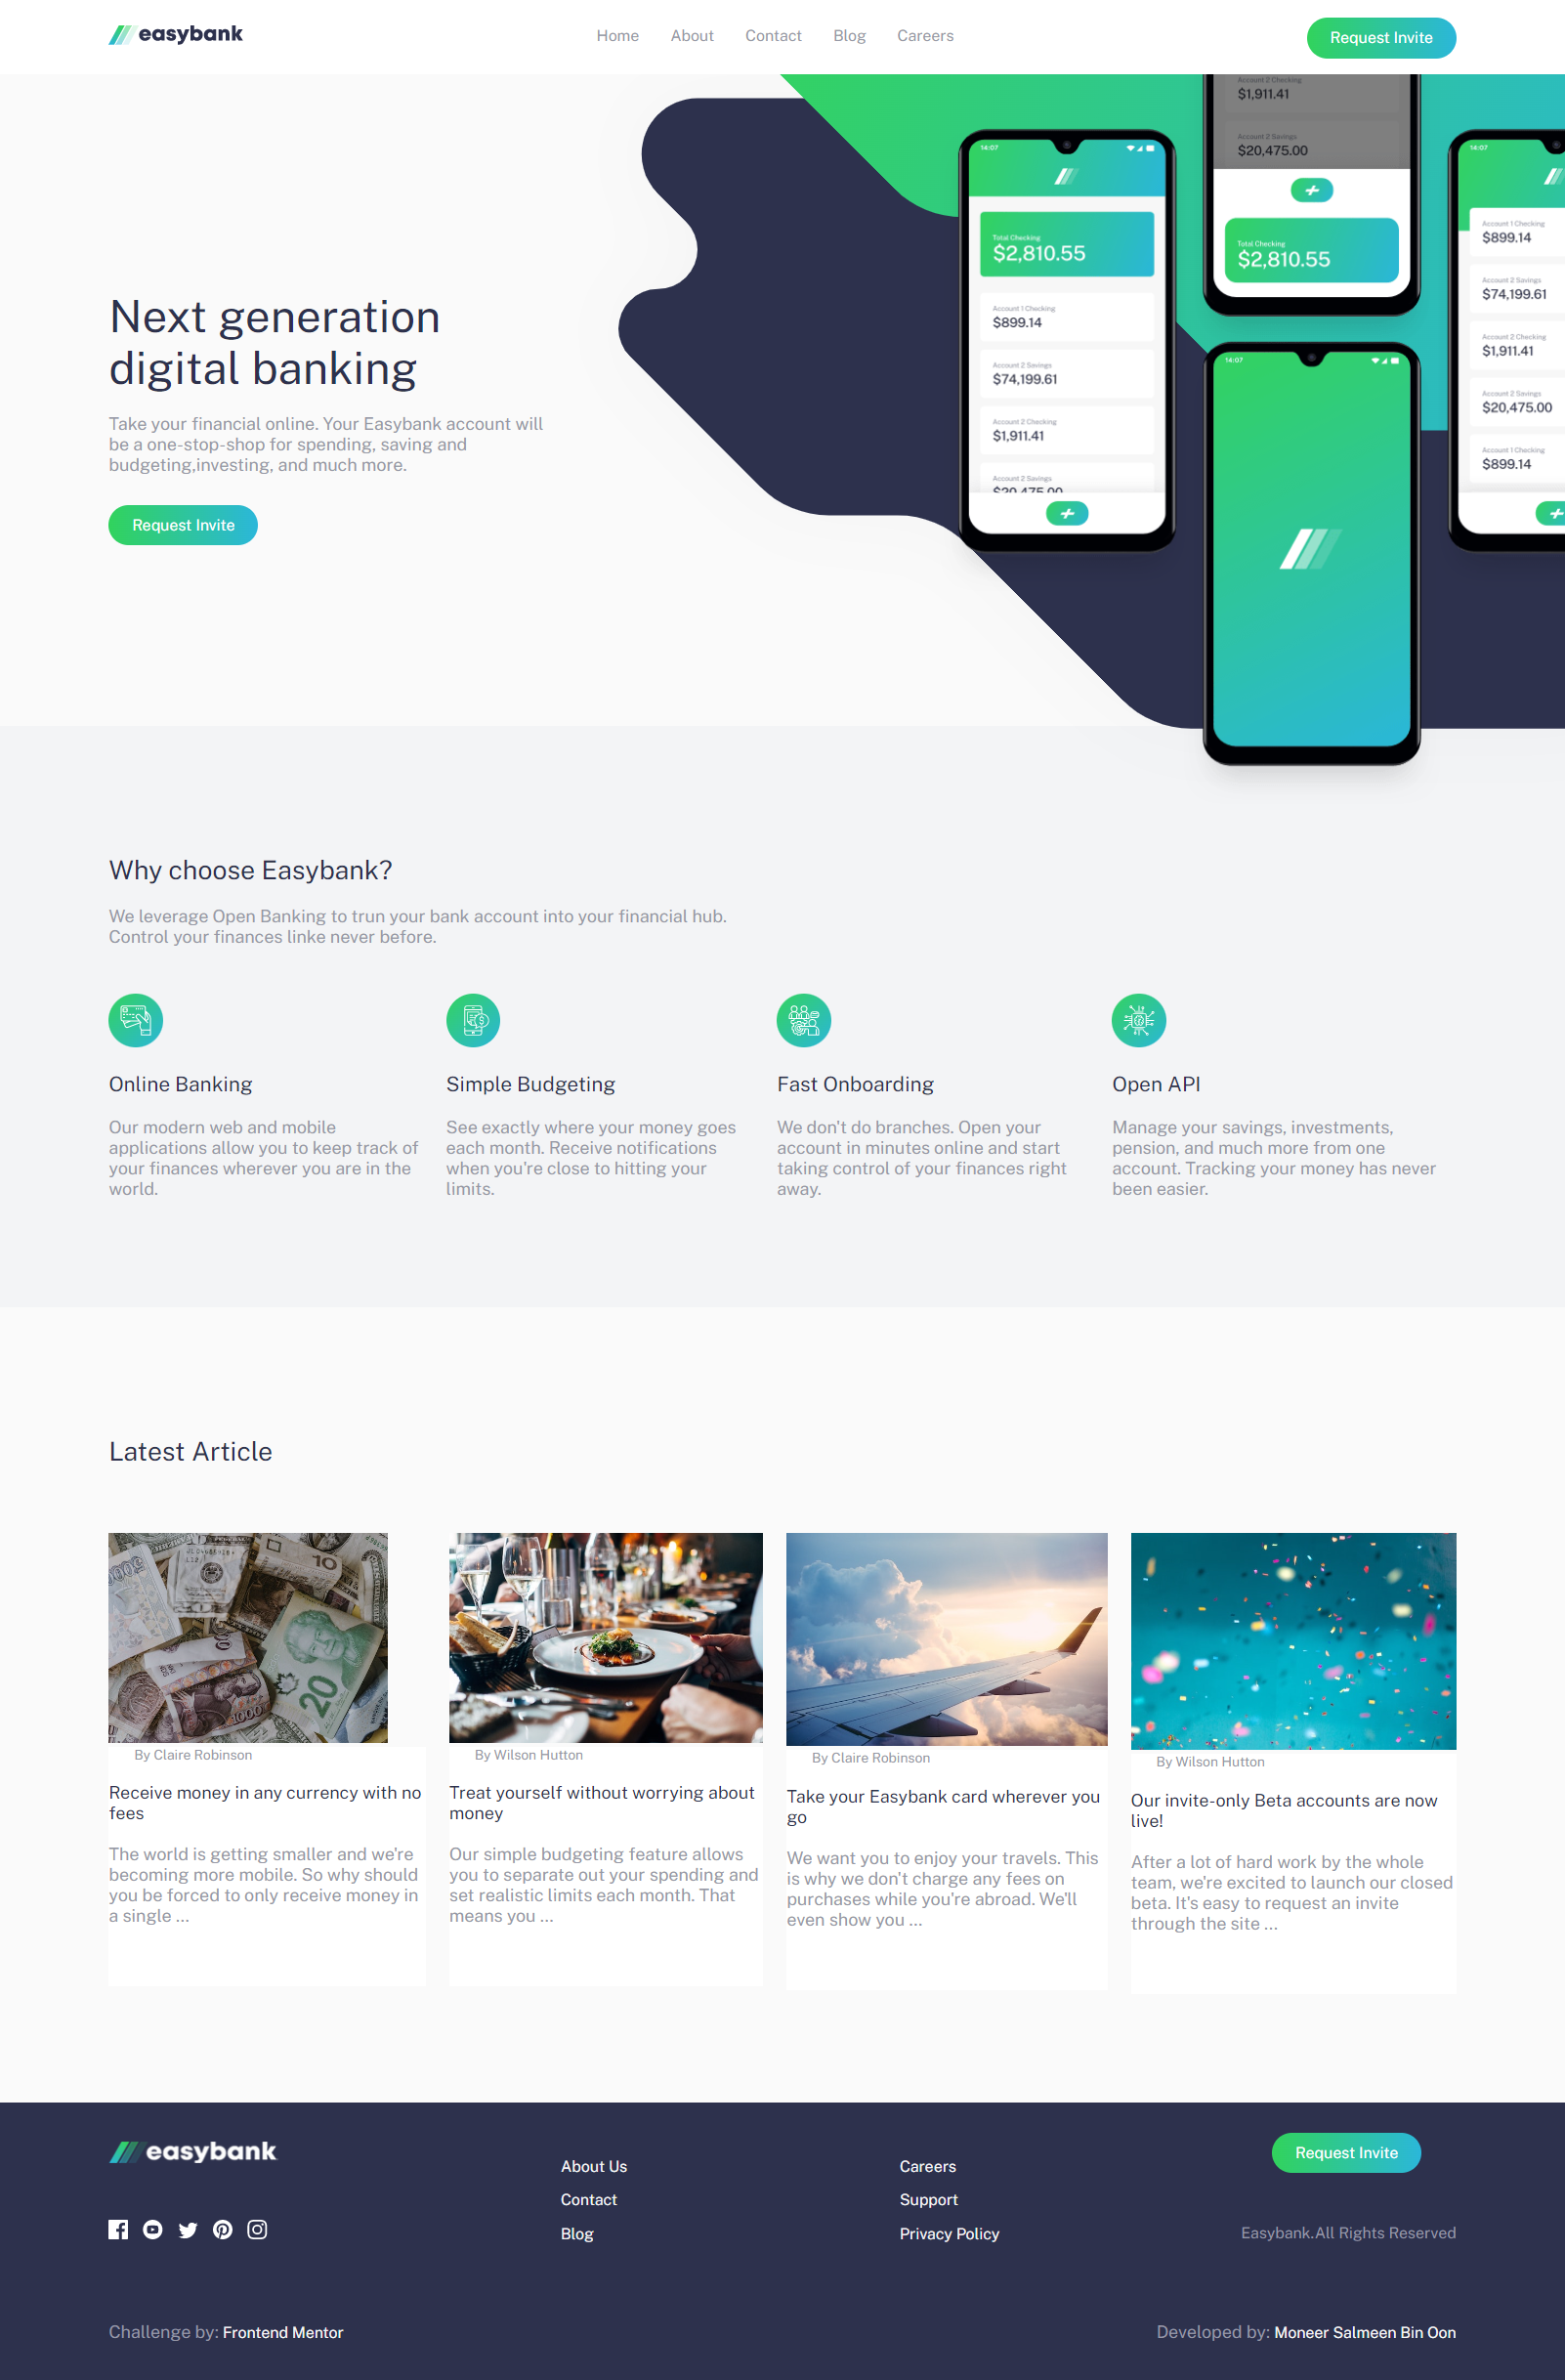 easybank
Home About Contact Blog Careers
Request Invite
Account 2 Checking
$1,911.41
Account 2 Savings
$20,475.00
14:07
14:07
Total Checking
$2,810.55
Total Checking
$2,810.55
Account 1 Checking
$899.14
Account 2 Savings
$74,199.61
Account 2 Checking
$1,911.41
Account 2 Savings
$20,475.00
Account 1 Checking
$899.14
Account 1 Checking
$899.14
Account 2 Savings
$74,199.61
Account 2 Checking
$1,911.41
Account 2 Savings
$20,475.00
14:07
Next generation
digital banking
Take your financial online. Your Easybank account will
be a one-stop-shop for spending, saving and
budgeting,investing, and much more.
Request Invite
Why choose Easybank?
We leverage Open Banking to trun your bank account into your financial hub.
Control your finances linke never before.
Online Banking
Our modern web and mobile
applications allow you to keep track of
your finances wherever you are in the
world.
Simple Budgeting
See exactly where your money goes
each month. Receive notifications
when you're close to hitting your
limits.
Fast Onboarding
We don't do branches. Open your
account in minutes online and start
taking control of your finances right
away.
Open API
Manage your savings, investments,
pension, and much more from one
account. Tracking your money has never
been easier.
Latest Article
10
20
1000
By Claire Robinson
Receive money in any currency with no
fees
The world is getting smaller and we're
becoming more mobile. So why should
you be forced to only receive money in
a single ...
By Wilson Hutton
Treat yourself without worrying about
money
Our simple budgeting feature allows
you to separate out your spending and
set realistic limits each month. That
means you ...
By Claire Robinson
Take your Easybank card wherever you
go
We want you to enjoy your travels. This
is why we don't charge any fees on
purchases while you're abroad. We'll
even show you ...
By Wilson Hutton
Our invite-only Beta accounts are now
live!
After a lot of hard work by the whole
team, we're excited to launch our closed
beta. It's easy to request an invite
through the site ...
easybank
About Us
Contact
Blog
Careers
Support
Privacy Policy
Request Invite
Easybank.All Rights Reserved
Challenge by: Frontend Mentor
Developed by: Moneer Salmeen Bin Oon